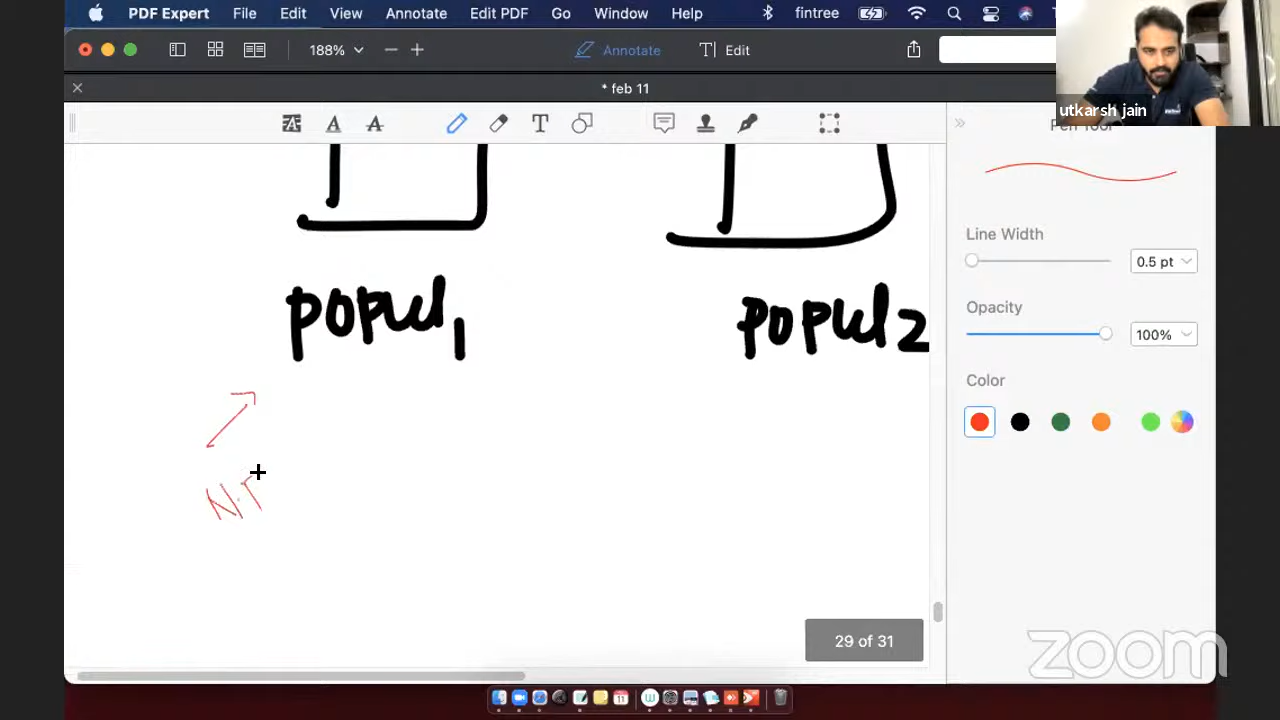 PDF Expert File Edit View Annotate Edit PDF Go Window Help fintree
188% Annotate T Edit
utkarsh jain
* feb 11
A A A T
Pen Tool
Line Width
0.5 pt
popul1 popul2
Opacity
100%
Color
N.
29 of 31
zoom